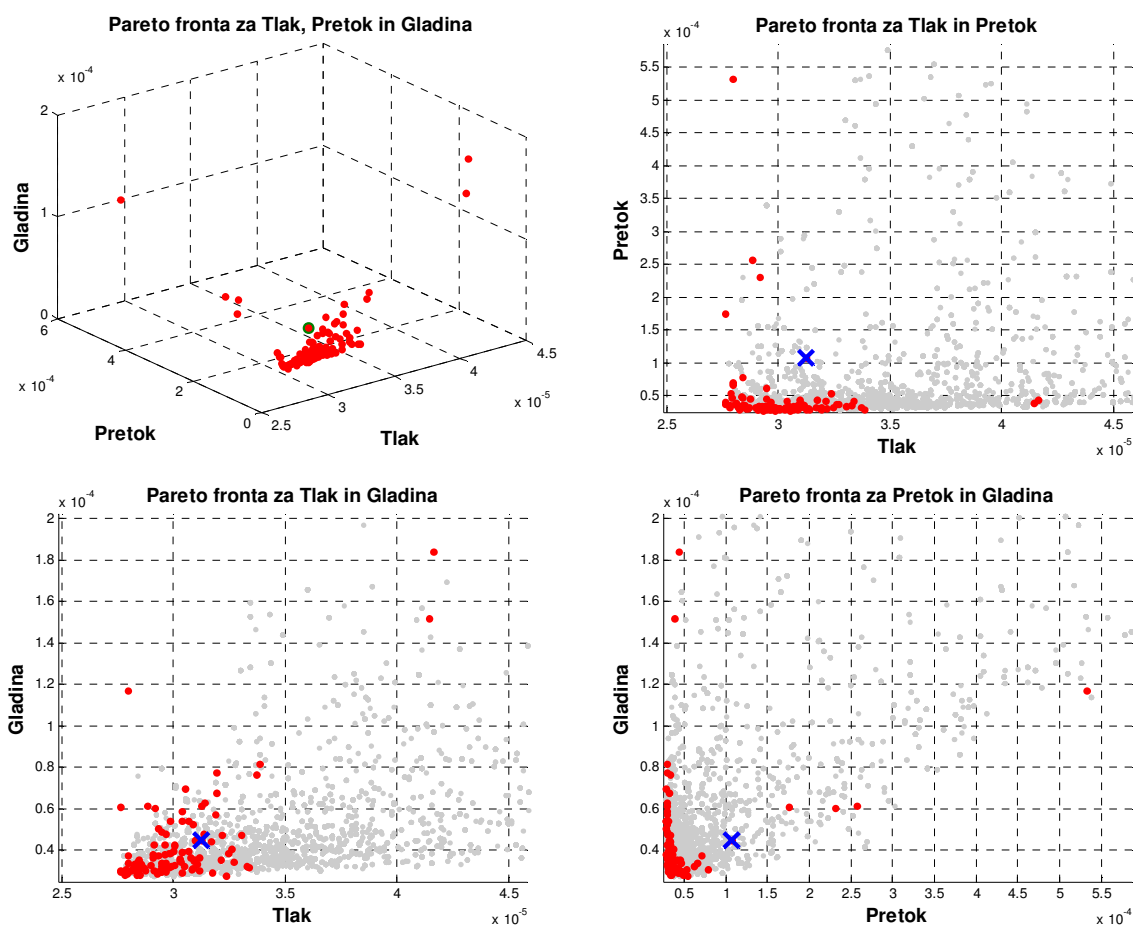 Pareto fronta za Tlak, Pretok in Gladina
x 10^-4
2
1
0
Gladina
6
4
2
0
x 10^-4
Pretok
2.5
3
3.5
4
4.5
x 10^-5
Tlak
Pareto fronta za Tlak in Pretok
x 10^-4
5.5
5
4.5
4
3.5
3
2.5
2
1.5
1
0.5
Pretok
2.5 3 3.5 4 4.5
Tlak
x 10^-5
Pareto fronta za Tlak in Gladina
x 10^-4
2
1.8
1.6
1.4
1.2
1
0.8
0.6
0.4
Gladina
2.5 3 3.5 4 4.5
Tlak
x 10^-5
Pareto fronta za Pretok in Gladina
x 10^-4
2
1.8
1.6
1.4
1.2
1
0.8
0.6
0.4
Gladina
0.5 1 1.5 2 2.5 3 3.5 4 4.5 5 5.5
Pretok
x 10^-4